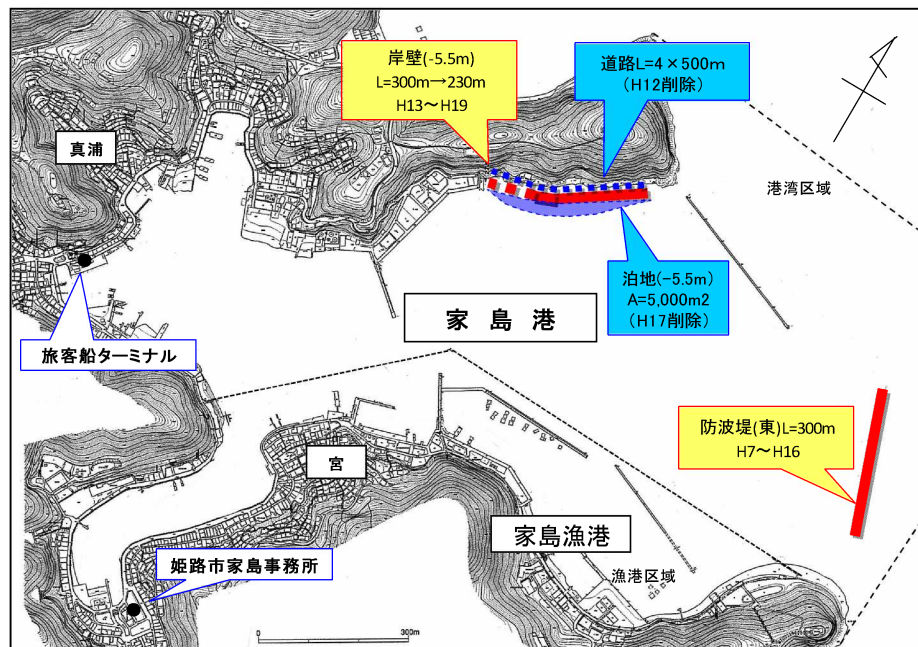 岸壁(-5.5m)
L=300m→230m
H13～H19
道路L=4×500m
（H12削除）
真浦
港湾区域
泊地(-5.5m)
A=5,000m2
（H17削除）
家島港
旅客船ターミナル
防波堤(東)L=300m
H7～H16
宮
家島漁港
姫路市家島事務所
漁港区域
0
300m